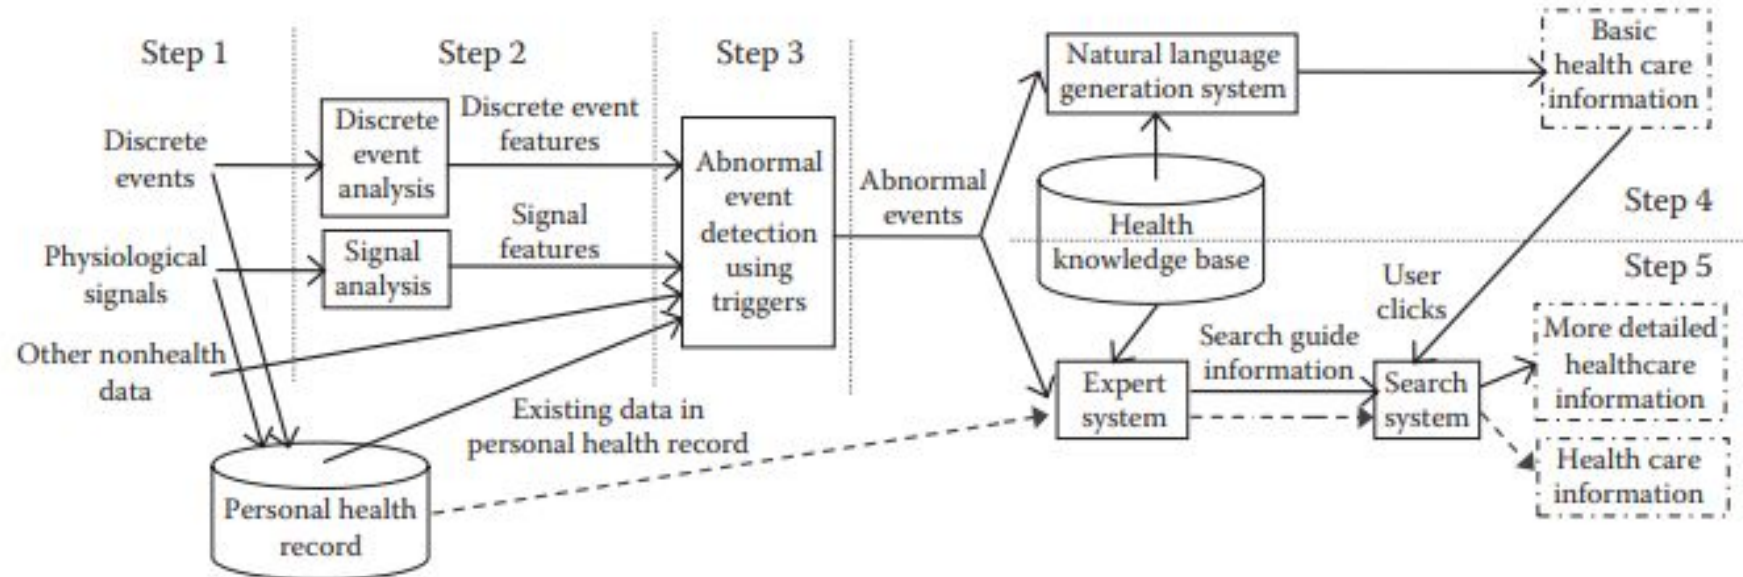 Step 1
Step 2
Step 3
Discrete
events
Physiological
signals
Other nonhealth
data
Personal health
record
Discrete
event
analysis
Signal
analysis
Discrete event
features
Signal
features
Existing data in
personal health record
Abnormal
event
detection
using
triggers
Abnormal
events
Natural language
generation system
Health
knowledge base
Expert
system
Search guide
information
User
clicks
Search
system
Basic
health care
information
Step 4
Step 5
More detailed
healthcare
information
Health care
information